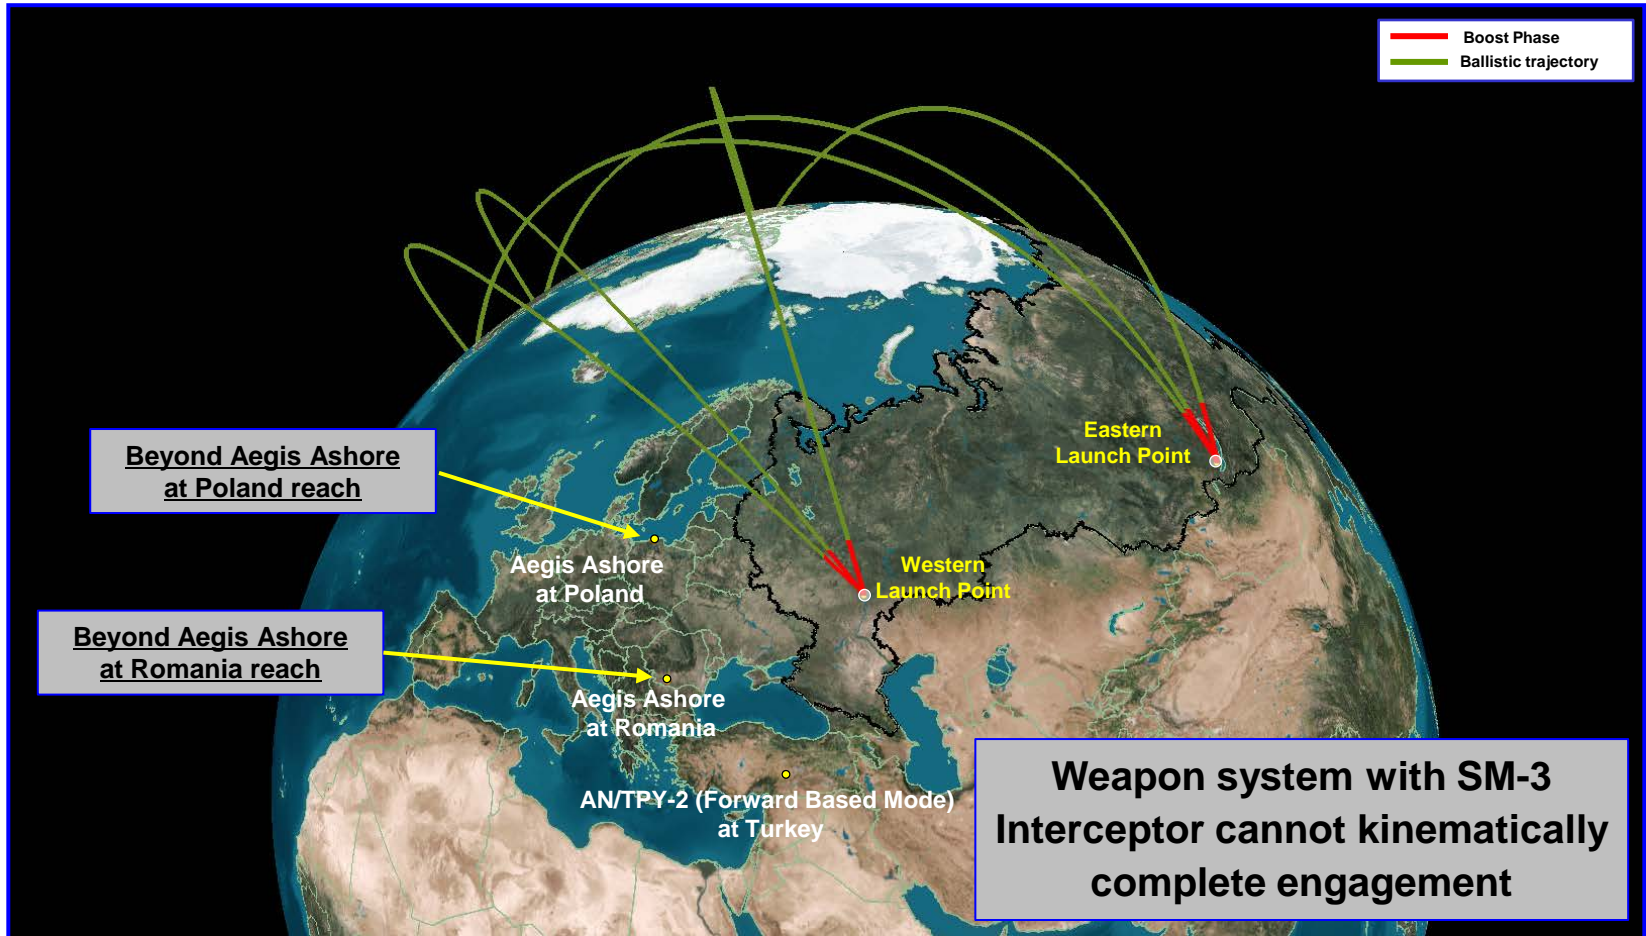 Boost Phase
Ballistic trajectory
Eastern
Launch Point
Beyond Aegis Ashore
at Poland reach
Aegis Ashore
at Poland
Western
Launch Point
Beyond Aegis Ashore
at Romania reach
Aegis Ashore
at Romania
AN/TPY-2 (Forward Based Mode)
at Turkey
Weapon system with SM-3
Interceptor cannot kinematically
complete engagement